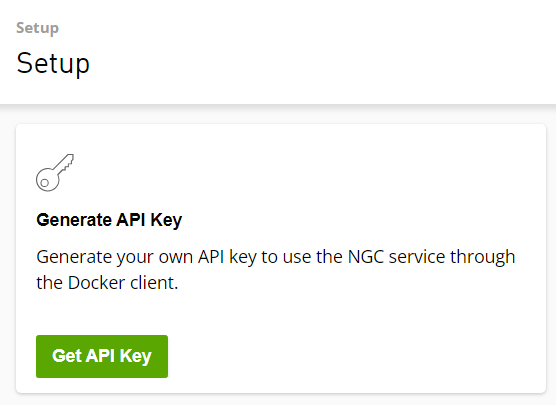 Setup
Setup
Generate API Key
Generate your own API key to use the NGC service through
the Docker client.
Get API Key